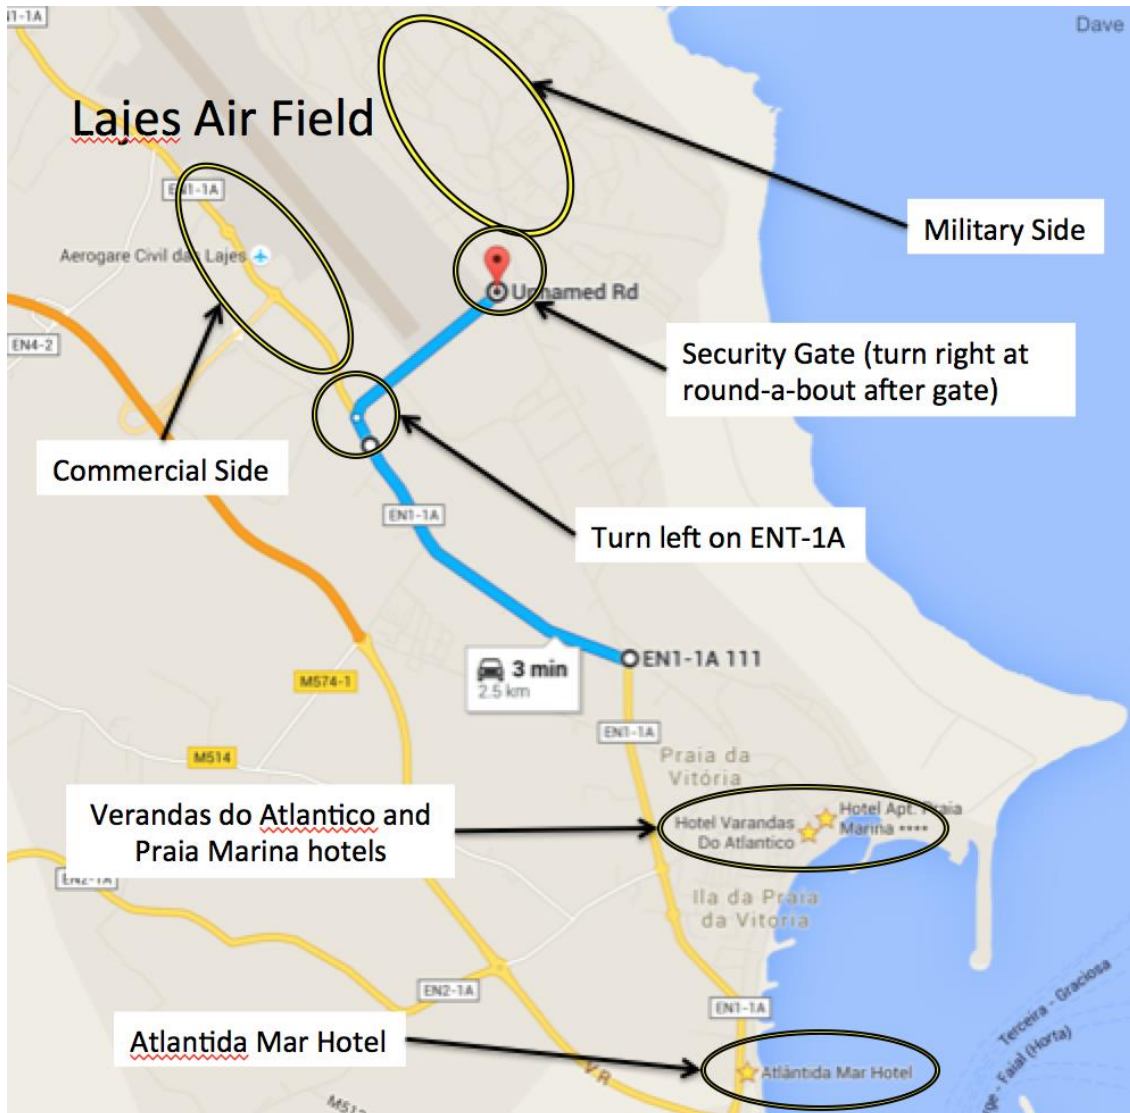 EN1-1A
Dave
Lajes Air Field
EN1-1A
Aerogare Civil das Lajes
Military Side
Unnamed Rd
EN4-2
Security Gate (turn right at
round-a-bout after gate)
Commercial Side
EN1-1A
Turn left on ENT-1A
3 min
2.5 km
EN1-1A 111
M574-1
EN1-1A
M514
Praia da
Vitória
Verandas do Atlantico and
Praia Marina hotels
Hotel Apt. Praia
Marina ****
Hotel Varandas
Do Atlantico
EN2-1A
Ila da Praia
da Vitoria
EN2-1A
EN1-1A
Terceira - Graciosa
Faial (Horta)
Atlantida Mar Hotel
Atlântida Mar Hotel
VR